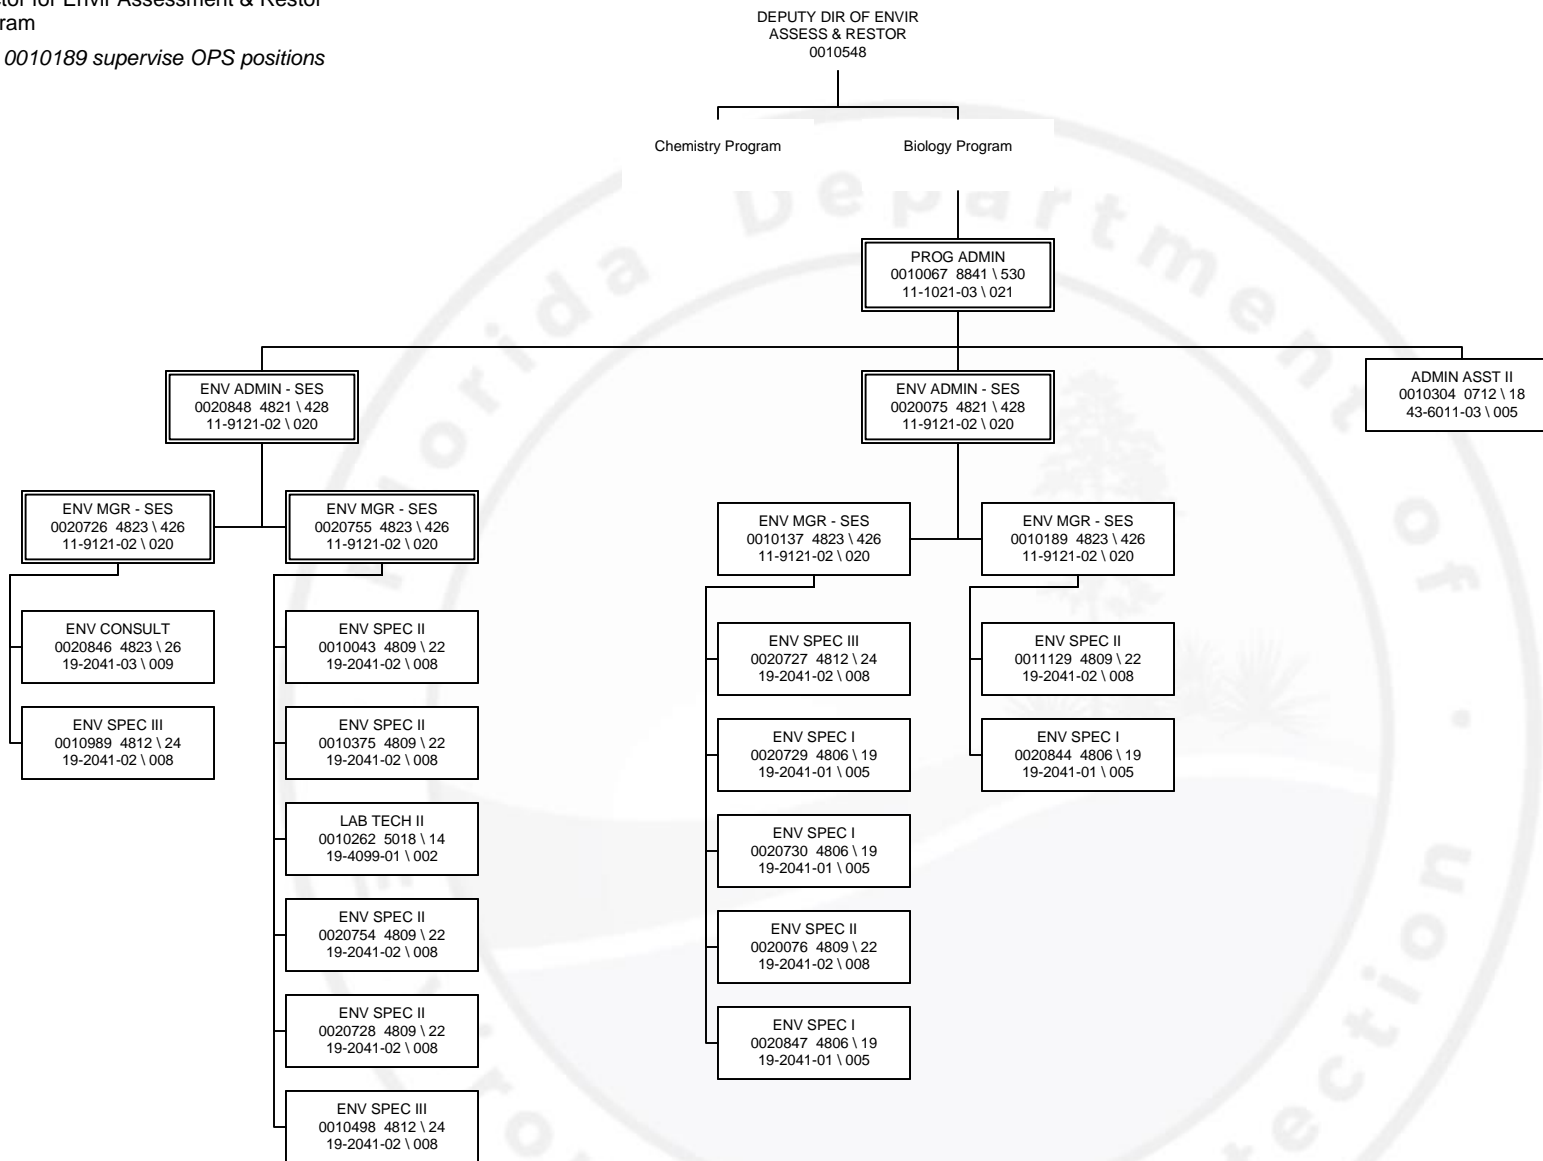 for Envir Assessment & Restor
0010189 supervise OPS positions
DEPUTY DIR OF ENVIR
ASSESS & RESTOR
0010548
Chemistry Program
Biology Program
PROG ADMIN
0010067 8841 \ 530
11-1021-03 \ 021
ENV ADMIN - SES
0020848 4821 \ 428
11-9121-02 \ 020
ENV ADMIN - SES
0020075 4821 \ 428
11-9121-02 \ 020
ADMIN ASST II
0010304 0712 \ 18
43-6011-03 \ 005
ENV MGR - SES
0020726 4823 \ 426
11-9121-02 \ 020
ENV MGR - SES
0020755 4823 \ 426
11-9121-02 \ 020
ENV MGR - SES
0010137 4823 \ 426
11-9121-02 \ 020
ENV MGR - SES
0010189 4823 \ 426
11-9121-02 \ 020
ENV CONSULT
0020846 4823 \ 26
19-2041-03 \ 009
ENV SPEC III
0010989 4812 \ 24
19-2041-02 \ 008
ENV SPEC II
0010043 4809 \ 22
19-2041-02 \ 008
ENV SPEC II
0010375 4809 \ 22
19-2041-02 \ 008
LAB TECH II
0010262 5018 \ 14
19-4099-01 \ 002
ENV SPEC II
0020754 4809 \ 22
19-2041-02 \ 008
ENV SPEC II
0020728 4809 \ 22
19-2041-02 \ 008
ENV SPEC III
0010498 4812 \ 24
19-2041-02 \ 008
ENV SPEC III
0020727 4812 \ 24
19-2041-02 \ 008
ENV SPEC I
0020729 4806 \ 19
19-2041-01 \ 005
ENV SPEC I
0020730 4806 \ 19
19-2041-01 \ 005
ENV SPEC II
0020076 4809 \ 22
19-2041-02 \ 008
ENV SPEC I
0020847 4806 \ 19
19-2041-01 \ 005
ENV SPEC II
0011129 4809 \ 22
19-2041-02 \ 008
ENV SPEC I
0020844 4806 \ 19
19-2041-01 \ 005
Florida Department of